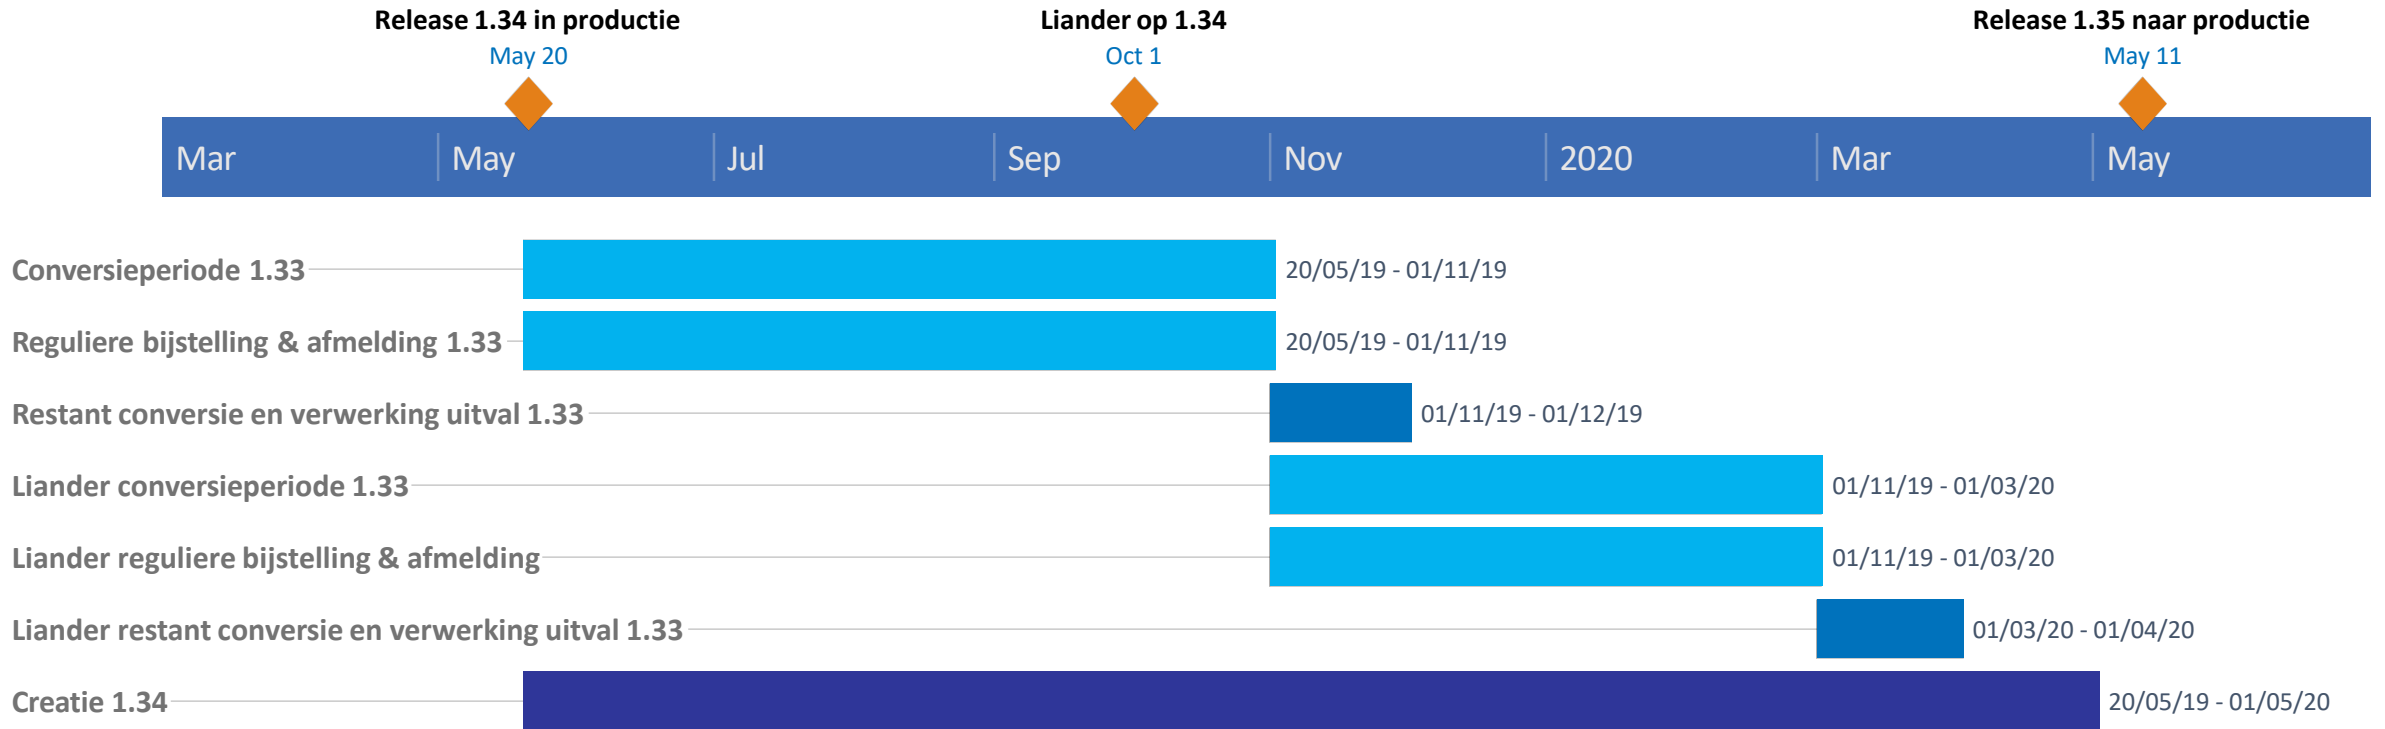 Release 1.34 in productie
May 20
Liander op 1.34
Oct 1
Release 1.35 naar productie
May 11
Mar
May
Jul
Sep
Nov
2020
Mar
May
Conversieperiode 1.33
20/05/19 - 01/11/19
Reguliere bijstelling & afmelding 1.33
20/05/19 - 01/11/19
Restant conversie en verwerking uitval 1.33
01/11/19 - 01/12/19
Liander conversieperiode 1.33
01/11/19 - 01/03/20
Liander reguliere bijstelling & afmelding
01/11/19 - 01/03/20
Liander restant conversie en verwerking uitval 1.33
01/03/20 - 01/04/20
Creatie 1.34
20/05/19 - 01/05/20